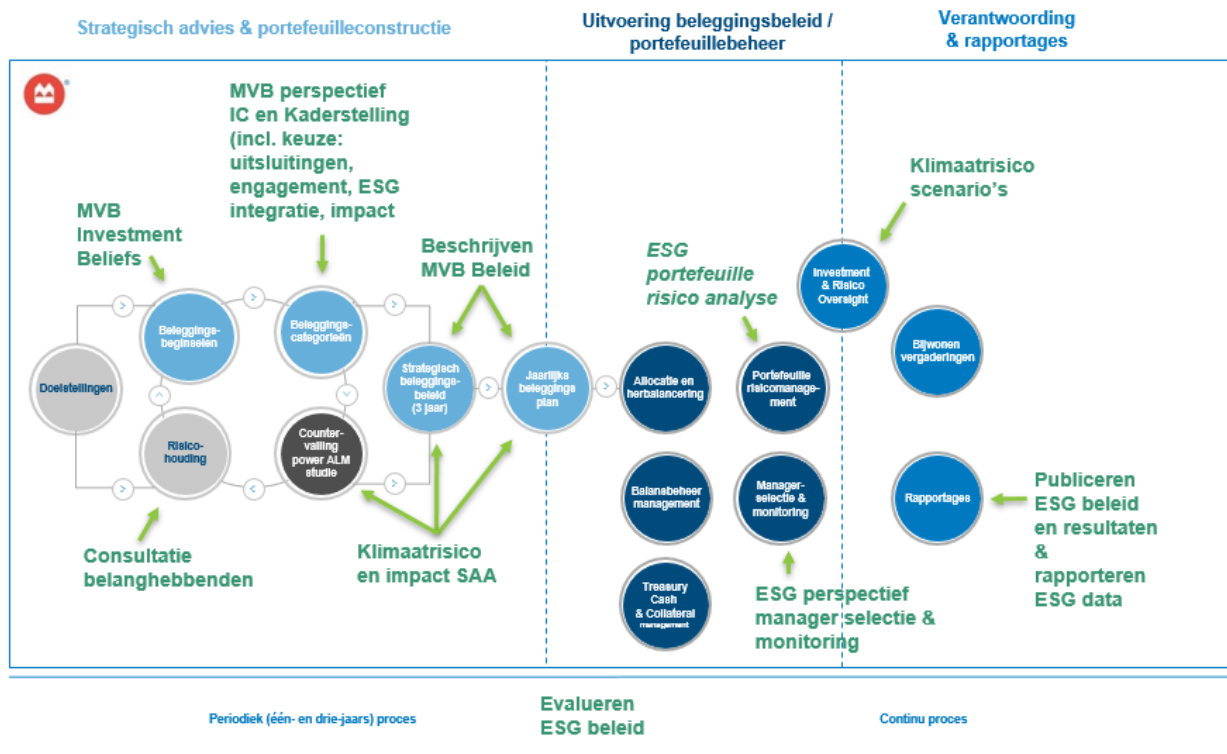 Strategisch advies & portefeuilleconstructie
Uitvoering beleggingsbeleid /
portefeuillebeheer
Verantwoording
& rapportages
MVB perspectief
IC en Kaderstelling
(incl. keuze:
uitsluitingen,
engagement, ESG
integratie, impact
MVB
Investment
Beliefs
Beschrijven
MVB Beleid
ESG
portefeuille
risico analyse
Klimaatrisico
scenario's
Doelstellingen
Beleggings-
beginselen
Beleggings-
categorieën
Risico-
houding
Counter-
vailing
power ALM
studie
Strategisch
beleggings-
beleid
(3 jaar)
Jaarlijks
beleggings
plan
Allocatie en
herbalancering
Portefeuille
risicomanage-
ment
Balansbeheer
management
Manager-
selectie &
monitoring
Treasury
Cash
& Collateral
management
Investment
& Risico
Oversight
Bijwonen
vergaderingen
Rapportages
Consultatie
belanghebbenden
Klimaatrisico
en impact SAA
ESG perspectief
manager selectie &
monitoring
Publiceren
ESG beleid
en resultaten
&
rapporteren
ESG data
Periodiek (één- en drie-jaars) proces
Evalueren
ESG beleid
Continu proces